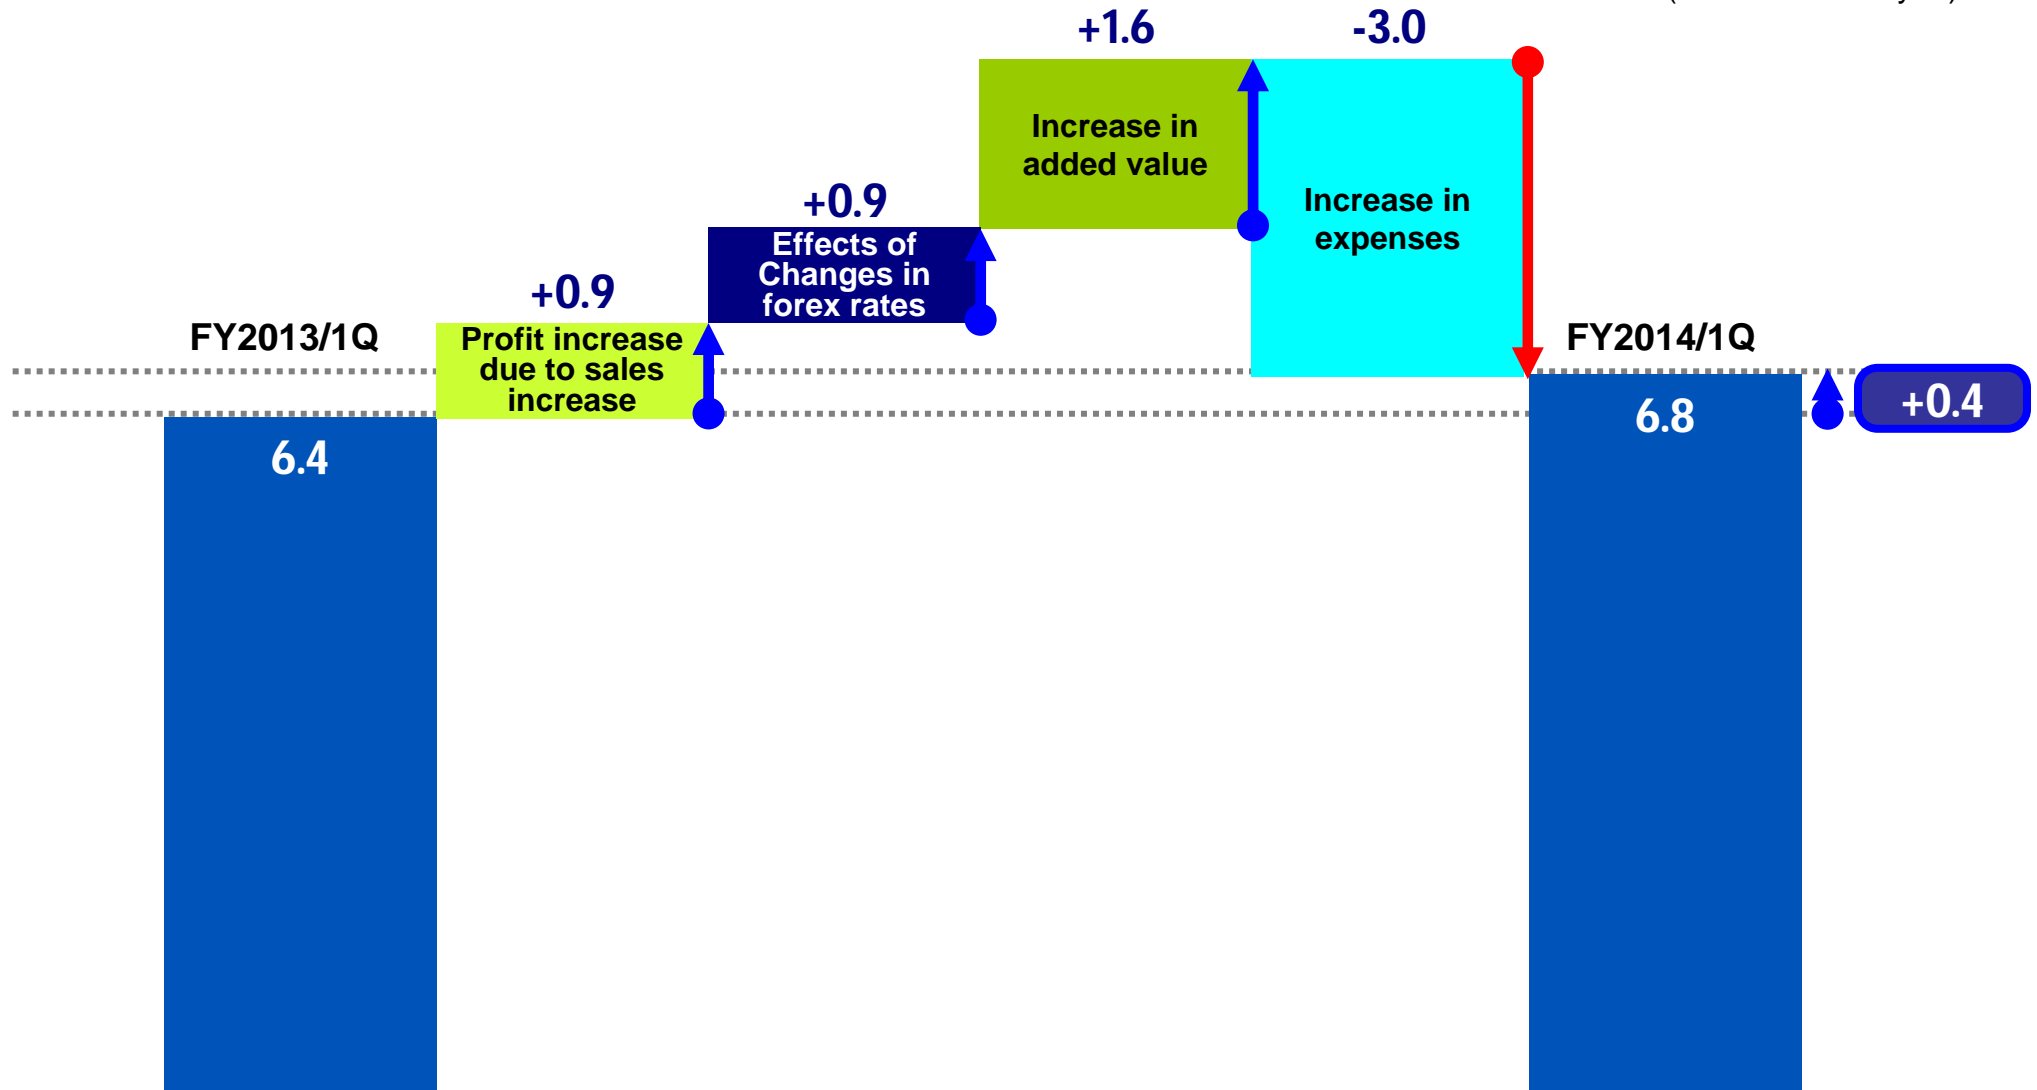 +1.6
-3.0
Increase in
added value
Increase in
expenses
+0.9
Effects of
Changes in
forex rates
+0.9
Profit increase
due to sales
increase
FY2013/1Q
FY2014/1Q
6.4
6.8
+0.4